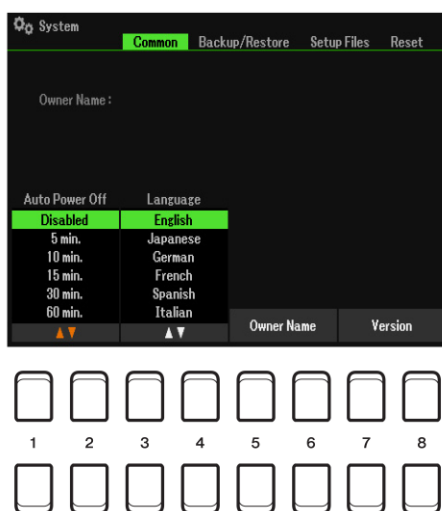 System
Common Backup/Restore Setup Files Reset
Owner Name :
Auto Power Off Language
Disabled English
5 min. Japanese
10 min. German
15 min. French
30 min. Spanish
60 min. Italian
▲▼ ▲▼ Owner Name Version
1 2 3 4 5 6 7 8